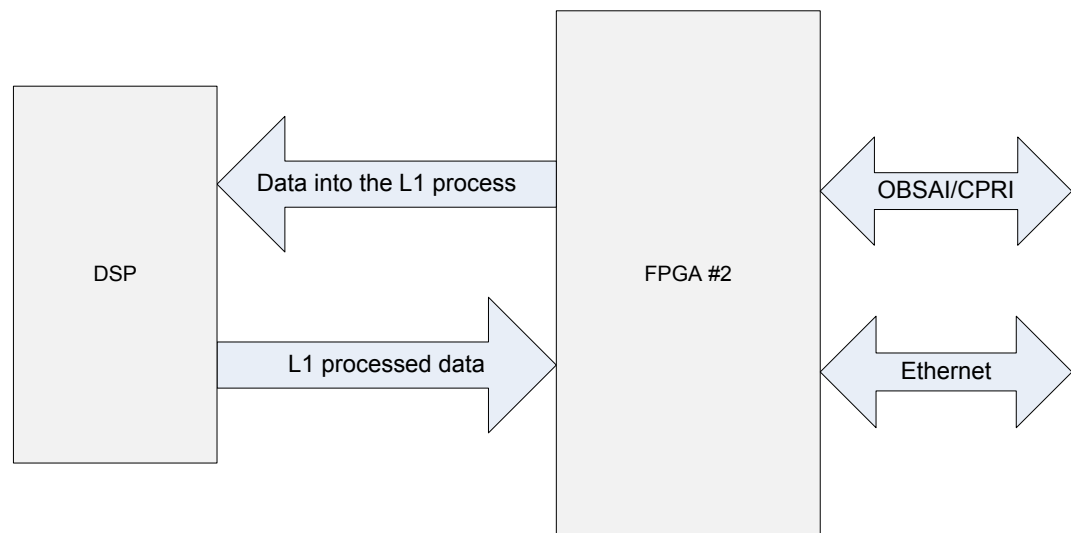 Data into the L1 process
OBSAI/CPRI
DSP
FPGA #2
L1 processed data
Ethernet